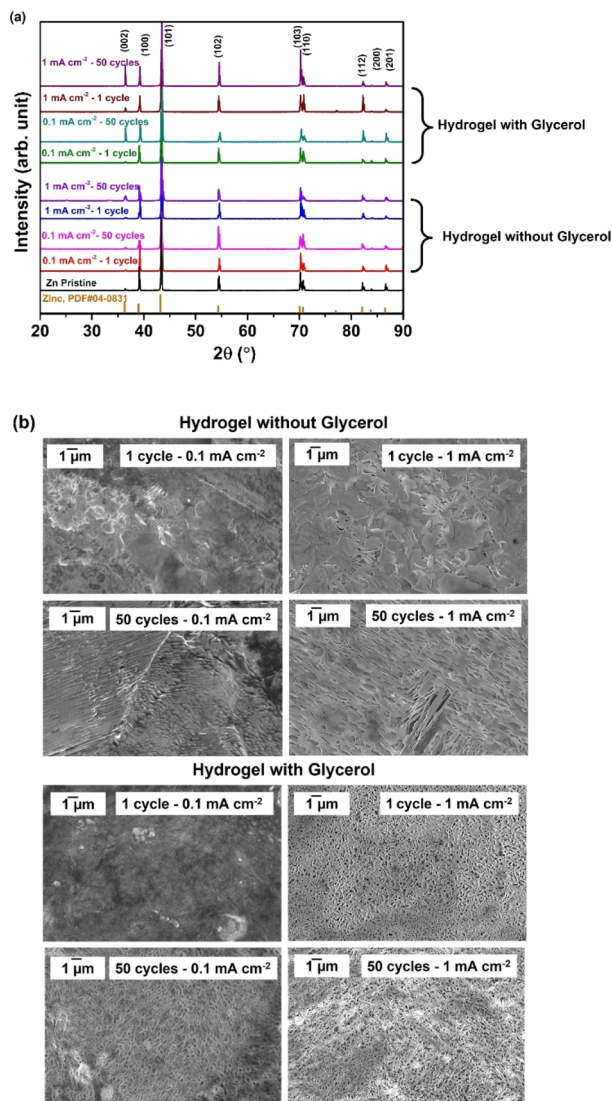 (a)
(002)
(100)
(101)
(102)
(103)
(110)
(112)
(200)
(201)
1 mA cm⁻² - 50 cycles
1 mA cm⁻² - 1 cycle
0.1 mA cm⁻² - 50 cycles
0.1 mA cm⁻² - 1 cycle
Hydrogel with Glycerol
1 mA cm⁻² - 50 cycles
1 mA cm⁻² - 1 cycle
0.1 mA cm⁻² - 50 cycles
0.1 mA cm⁻² - 1 cycle
Hydrogel without Glycerol
Zn Pristine
Zinc, PDF#04-0831
Intensity (arb. unit)
20 30 40 50 60 70 80 90
2θ (°)
(b)
Hydrogel without Glycerol
1 µm 1 cycle - 0.1 mA cm⁻²
1 µm 1 cycle - 1 mA cm⁻²
1 µm 50 cycles - 0.1 mA cm⁻²
1 µm 50 cycles - 1 mA cm⁻²
Hydrogel with Glycerol
1 µm 1 cycle - 0.1 mA cm⁻²
1 µm 1 cycle - 1 mA cm⁻²
1 µm 50 cycles - 0.1 mA cm⁻²
1 µm 50 cycles - 1 mA cm⁻²